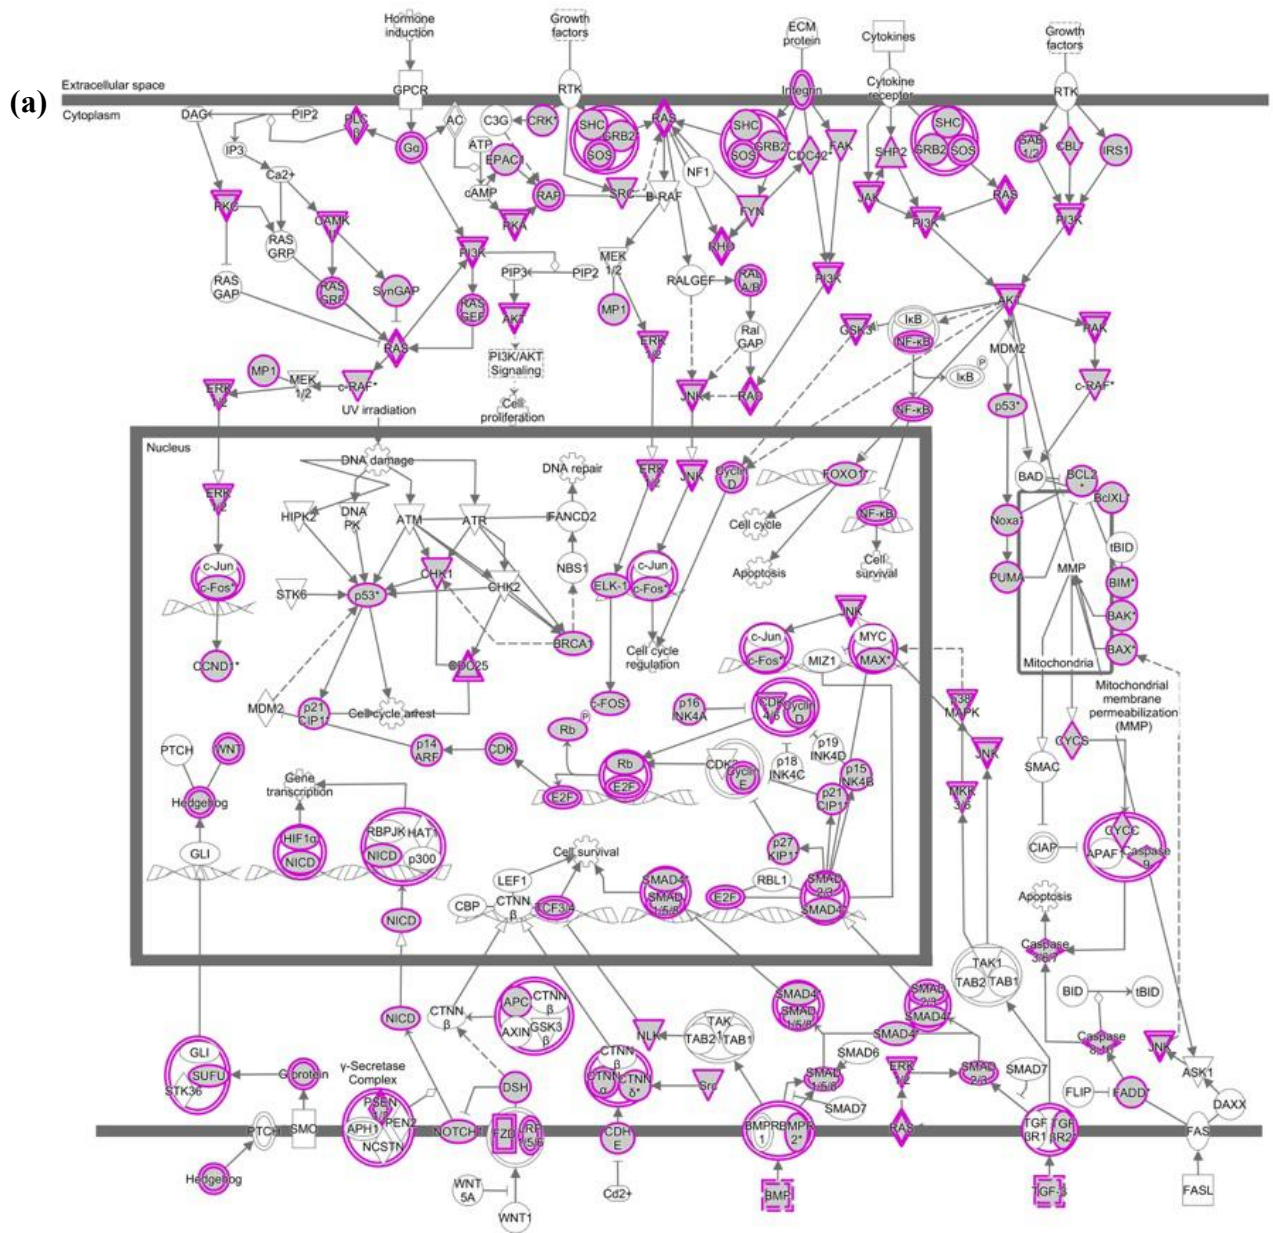 Hormone
induction
Growth
factors
ECM
protein
Cytokines
Growth
factors
(a)
Extracellular space
Cytoplasm
GPCR
RTK
Integrin
Cytokine
receptor
RTK
DAG
PIP2
PLC
β
Gα
AC
C3G
CRK*
SHC
GRB2*
SOS
RAS
SHC
GRB2*
SOS
CDC42*
FAK
SHP2
SHC
GRB2
SOS
GAB
1/2
CBL*
IRS1
IP3
ATP
EPAC1
cAMP
RAP
SRC
B-RAF
NF1
FYN
JAK
PI3K
RAS
PI3K
Ca2+
PKC
CAMK
II
PKA
RHO
RAS
GRP
PI3K
PIP3
PIP2
MEK
1/2
RALGEF
RAL
A/B
PI3K
RAS
GAP
RAS
GRF
SynGAP
RAS
GEF
AKT
MP1
ERK
1/2
Ral
GAP
GSK3*
IκB
NF-κB
AKT
PAK
RAS
PI3K/AKT
Signaling
MDM2
IκB
P
c-RAF*
MP1
MEK
1/2
c-RAF*
ERK
1/2
Cell
proliferation
JNK
RAC
NF-κB
p53*
UV irradiation
Nucleus
DNA damage
DNA repair
ERK
1/2
JNK
Cyclin
D
FOXO1*
BAD
BCL2
*
BclXL*
ERK
1/2
HIPK2
DNA
PK
ATM
ATR
FANCD2
NF-κB
Noxa*
Cell cycle
c-Jun
c-Fos*
CHK1
NBS1
c-Jun
c-Fos*
Apoptosis
Cell
survival
tBID
MMP
PUMA
BIM*
STK6
p53*
CHK2
ELK-1
JNK
BAK*
CCND1*
BRCA1
Cell cycle
regulation
c-Jun
c-Fos*
MYC
MAX*
MIZ1
BAX*
CDC25
Mitochondria
MDM2
p21
CIP1*
Cell cycle arrest
c-FOS*
p16
INK4A
CDK
4/6
Cyclin
D
p38
MAPK
Mitochondrial
membrane
permeabilization
(MMP)
PTCH
WNT
p14
ARF
CDK
Rb
P
Rb
E2F
p18
INK4C
p19
INK4D
CYCS
JNK
SMAC
Gene
transcription
Hedgehog
E2F
Cyclin
E
p21
CIP1*
p15
INK4B
MKK
3/6
HIF1α
NICD
RBPJK
HAT1
NICD
p300
GLI
p27
KIP1*
CIAP
CYCC
APAF1
Caspase
9
Cell survival
LEF1
SMAD4*
SMAD
1/5/8
RBL1
SMAD
2/3
SMAD4*
E2F
Apoptosis
NICD
CBP
CTNN
β
TCF3/4
Caspase
3/6/7
TAK1
TAB2
TAB1
NICD
CTNN
β
APC
CTNN
β
AXIN
GSK3
β
SMAD4*
SMAD
1/5/8
SMAD
2/3
SMAD4*
BID
tBID
NLK
TAK
1
TAB2
TAB1
SMAD4*
GLI
SUFU
STK36
G protein
γ-Secretase
Complex
PSEN
1/2
PEN2
APH1
NCSTN
CTNN
β
CTNN
α
CTNN
δ*
Src
SMAD6
SMAD
1/5/8
ERK
1/2
SMAD
2/3
SMAD7
JNK
ASK1
DSH
SMAD7
FLIP
FADD*
DAXX
PTCH
SMO
NOTCH*
FZD
LRP
1/5/6
CDH
E
BMPR
1
BMPR
2*
RAS
TGF
βR1
TGF
βR2*
FAS
Hedgehog
WNT
5A
WNT1
Cd2+
BMP
TGF-β
FASL